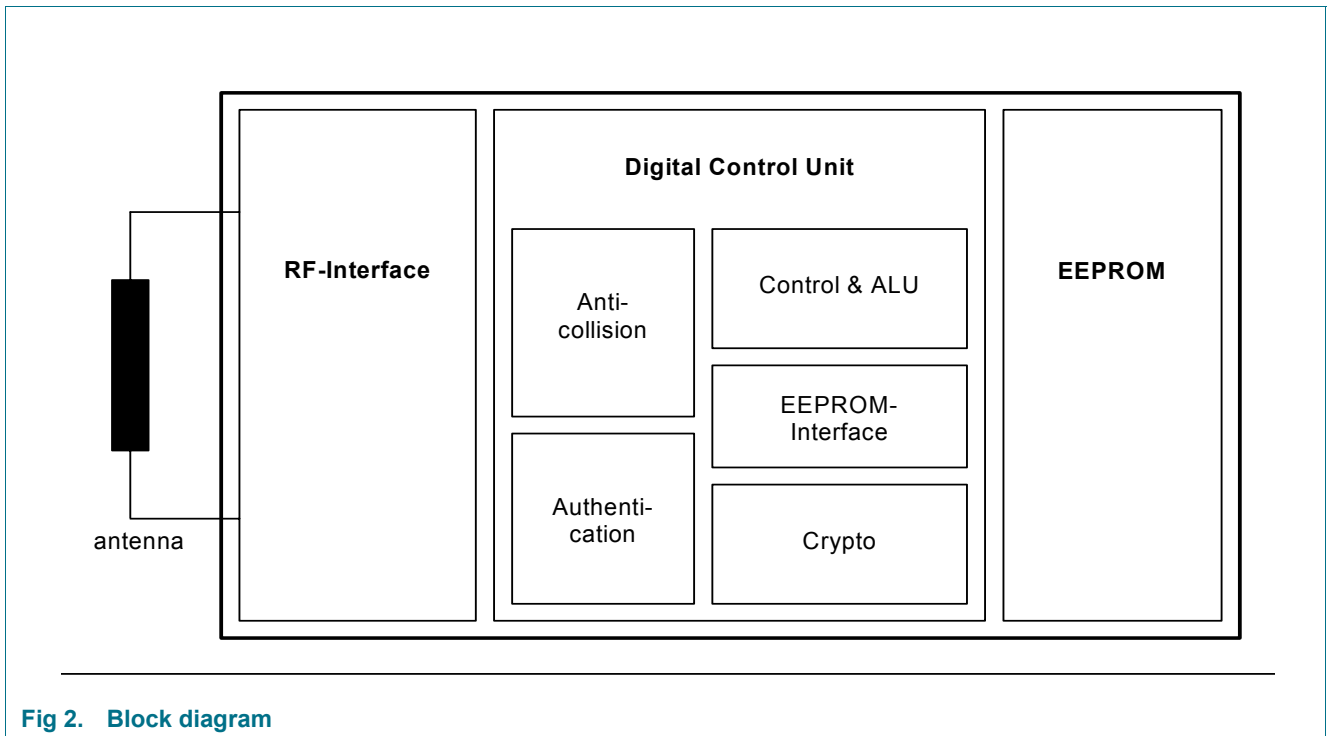 Digital Control Unit
RF-Interface
EEPROM
Anti-
collision
Control & ALU
EEPROM-
Interface
Authenti-
cation
Crypto
antenna
Fig 2. Block diagram